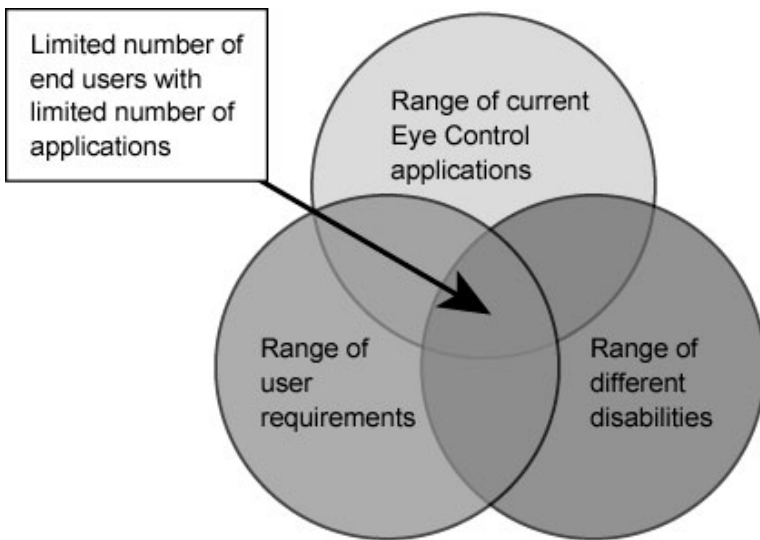 Limited number of
end users with
limited number of
applications
Range of current
Eye Control
applications
Range of
user
requirements
Range of
different
disabilities